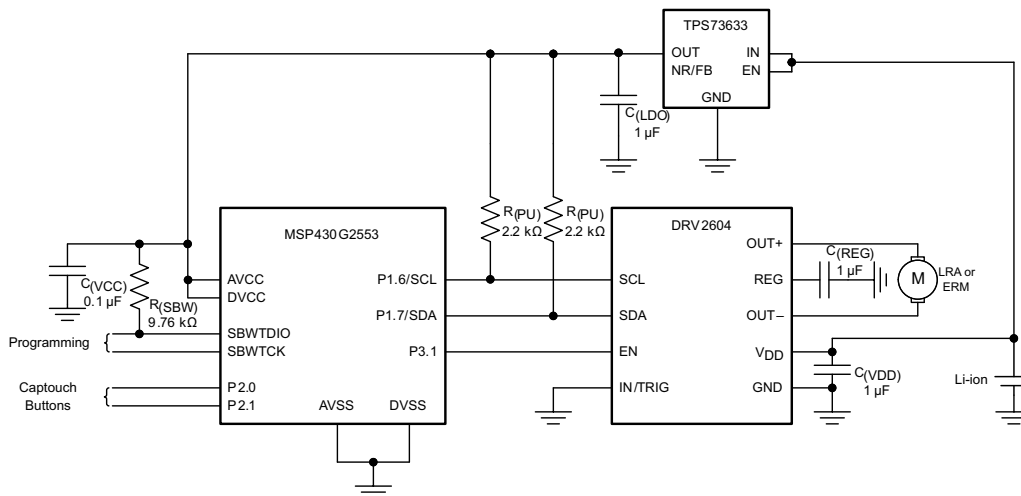 TPS73633
OUT
IN
NR/FB
EN
GND
C(LDO)
1 µF
R(PU)
2.2 kΩ
R(PU)
2.2 kΩ
MSP430G2553
DRV2604
OUT+
C(VCC)
0.1 µF
AVCC
DVCC
P1.6/SCL
SCL
REG
C(REG)
1 µF
M
LRA or
ERM
R(SBW)
9.76 kΩ
P1.7/SDA
SDA
OUT–
Programming
SBWTDIO
SBWTCK
P3.1
EN
VDD
Captouch
Buttons
P2.0
P2.1
IN/TRIG
GND
C(VDD)
1 µF
Li-ion
AVSS
DVSS